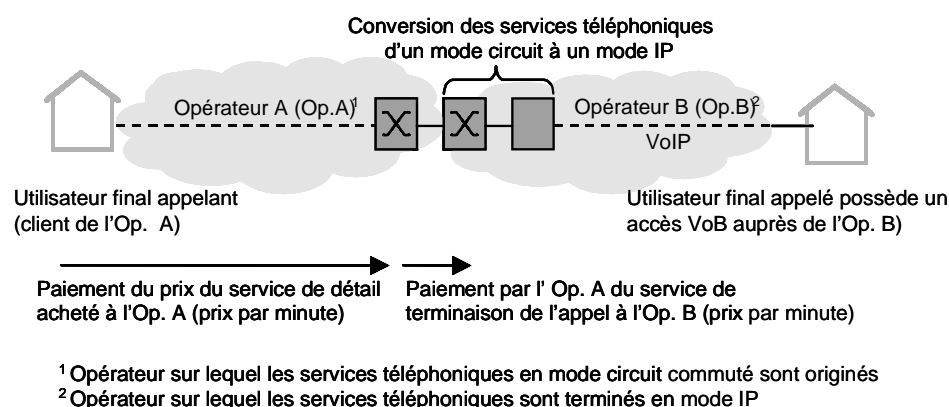 Conversion des services téléphoniques
d'un mode circuit à un mode IP
Opérateur A (Op.A)¹
Opérateur B (Op.B)²
VoIP
Utilisateur final appelant
(client de l'Op. A)
Utilisateur final appelé possède un
accès VoB auprès de l'Op. B)
Paiement du prix du service de détail
acheté à l'Op. A (prix par minute)
Paiement par l' Op. A du service de
terminaison de l'appel à l'Op. B (prix par minute)
¹ Opérateur sur lequel les services téléphoniques en mode circuit commuté sont originés
² Opérateur sur lequel les services téléphoniques sont terminés en mode IP